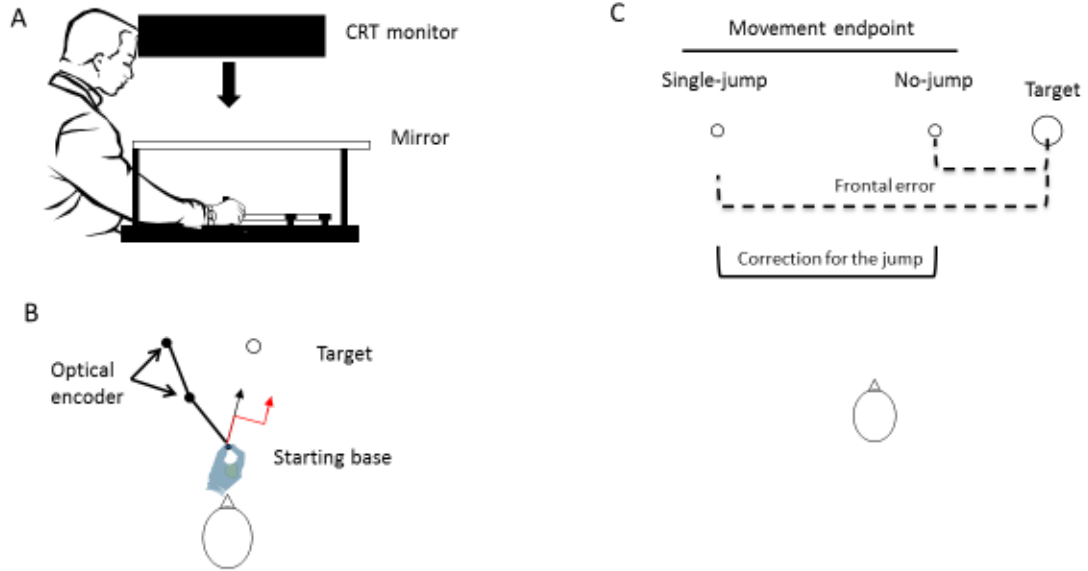 A
CRT monitor
Mirror
B
Optical
encoder
Target
Starting base
C
Movement endpoint
Single-jump
No-jump
Target
Frontal error
Correction for the jump